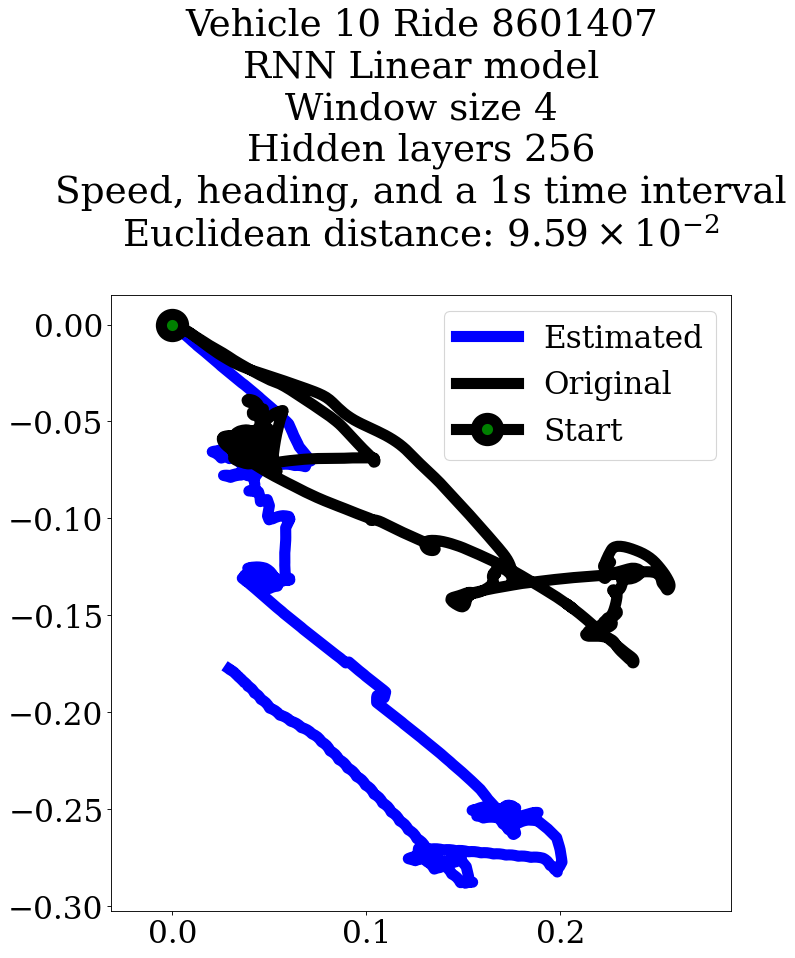 Vehicle 10 Ride 8601407
RNN Linear model
Window size 4
Hidden layers 256
Speed, heading, and a 1s time interval
Euclidean distance: 9.59 × 10⁻²
Estimated
Original
Start
0.00
−0.05
−0.10
−0.15
−0.20
−0.25
−0.30
0.0 0.1 0.2